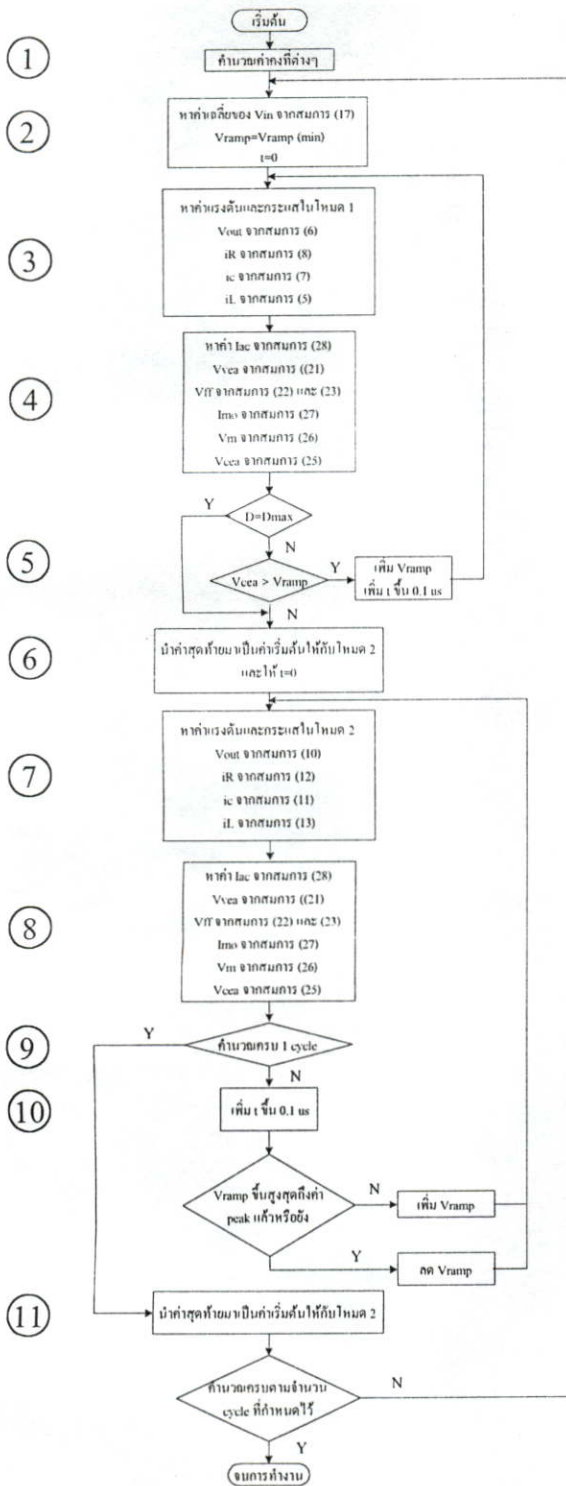 เริ่มต้น
1
คำนวณค่าคงที่ต่างๆ
2
หาค่าเฉลี่ยของ Vin จากสมการ (17)
Vramp=Vramp (min)
t=0
3
หาค่าแรงดันและกระแสในโหมด 1
Vout จากสมการ (6)
iR จากสมการ (8)
ic จากสมการ (7)
iL จากสมการ (5)
4
หาค่า Iac จากสมการ (28)
Vvea จากสมการ ((21)
Vff จากสมการ (22) และ (23)
Imo จากสมการ (27)
Vm จากสมการ (26)
Vcea จากสมการ (25)
Y
D=Dmax
N
5
Vcea > Vramp
Y
เพิ่ม Vramp
เพิ่ม t ขึ้น 0.1 us
N
6
นำค่าสุดท้ายมาเป็นค่าเริ่มต้นให้กับโหมด 2
และให้ t=0
7
หาค่าแรงดันและกระแสในโหมด 2
Vout จากสมการ (10)
iR จากสมการ (12)
ic จากสมการ (11)
iL จากสมการ (13)
8
หาค่า Iac จากสมการ (28)
Vvea จากสมการ ((21)
Vff จากสมการ (22) และ (23)
Imo จากสมการ (27)
Vm จากสมการ (26)
Vcea จากสมการ (25)
9
Y
คำนวณครบ 1 cycle
N
10
เพิ่ม t ขึ้น 0.1 us
Vramp ขึ้นสูงสุดถึงค่า
peak แล้วหรือยัง
N
เพิ่ม Vramp
Y
ลด Vramp
11
นำค่าสุดท้ายมาเป็นค่าเริ่มต้นให้กับโหมด 2
คำนวณครบตามจำนวน
cycle ที่กำหนดไว้
N
Y
จบการทำงาน